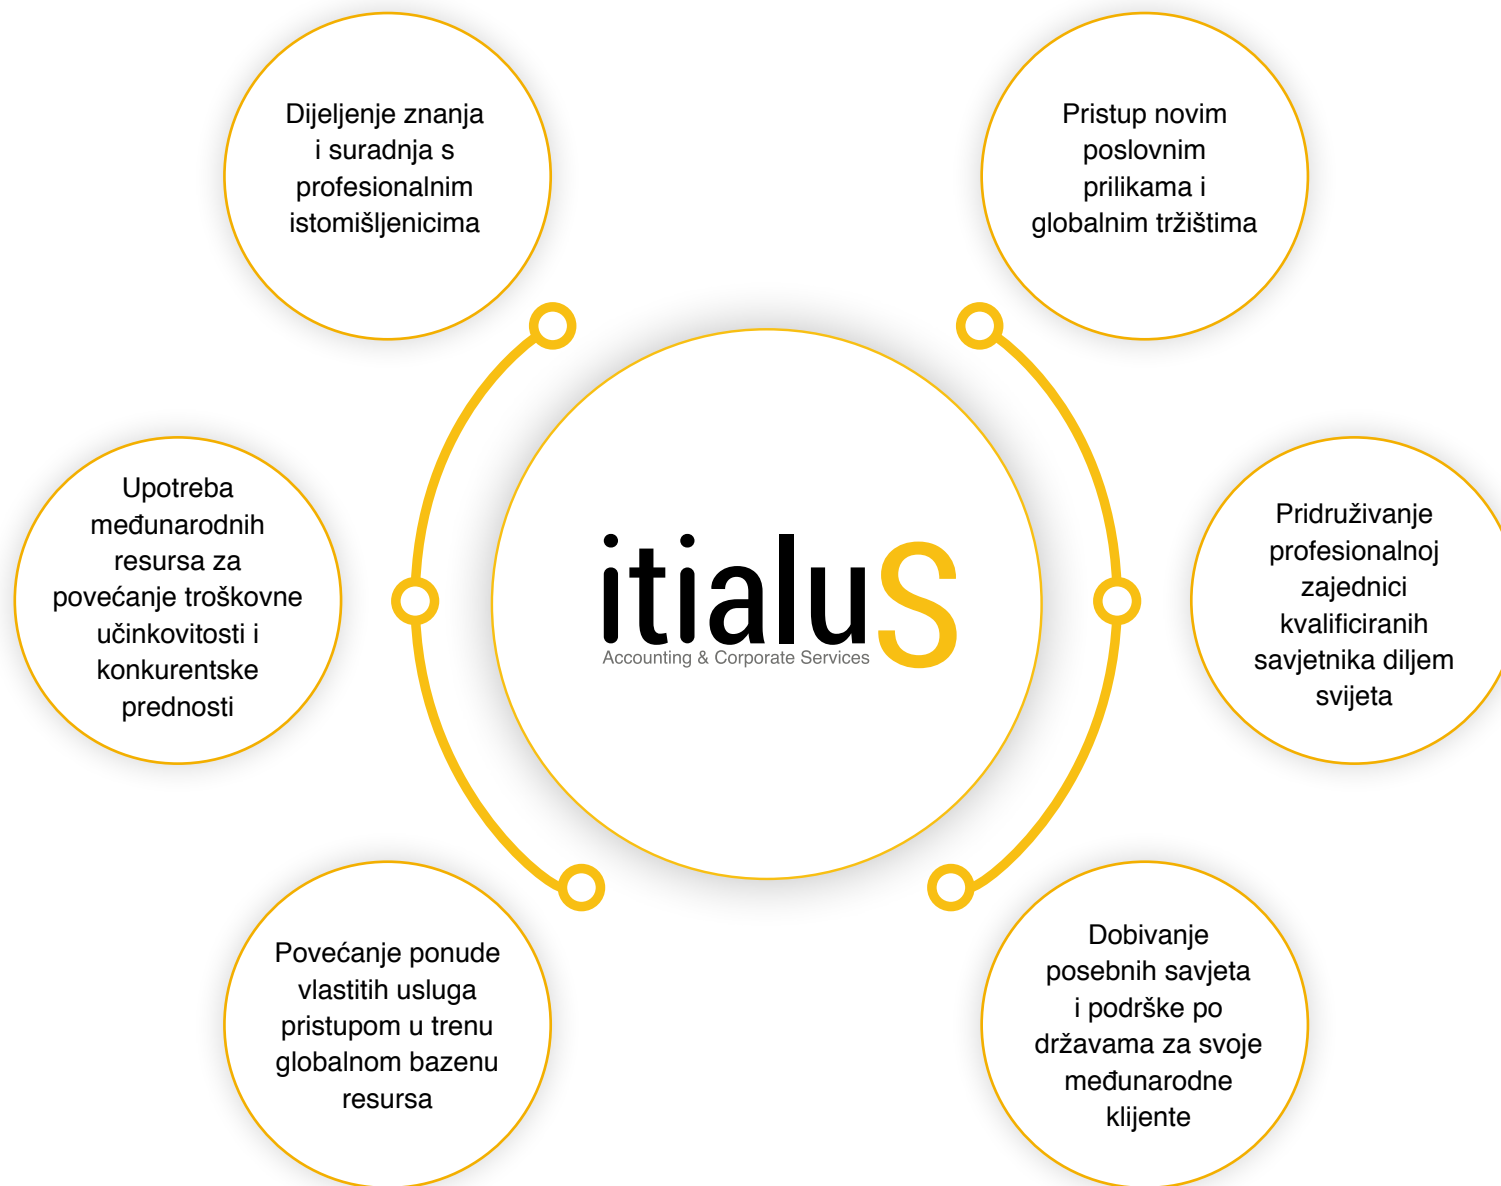 Dijeljenje znanja
i suradnja s
profesionalnim
istomišljenicima
Pristup novim
poslovnim
prilikama i
globalnim tržištima
Upotreba
međunarodnih
resursa za
povećanje troškovne
učinkovitosti i
konkurentske
prednosti
itialuS
Accounting & Corporate Services
Pridruživanje
profesionalnoj
zajednici
kvalificiranih
savjetnika diljem
svijeta
Povećanje ponude
vlastitih usluga
pristupom u trenu
globalnom bazenu
resursa
Dobivanje
posebnih savjeta
i podrške po
državama za svoje
međunarodne
klijente